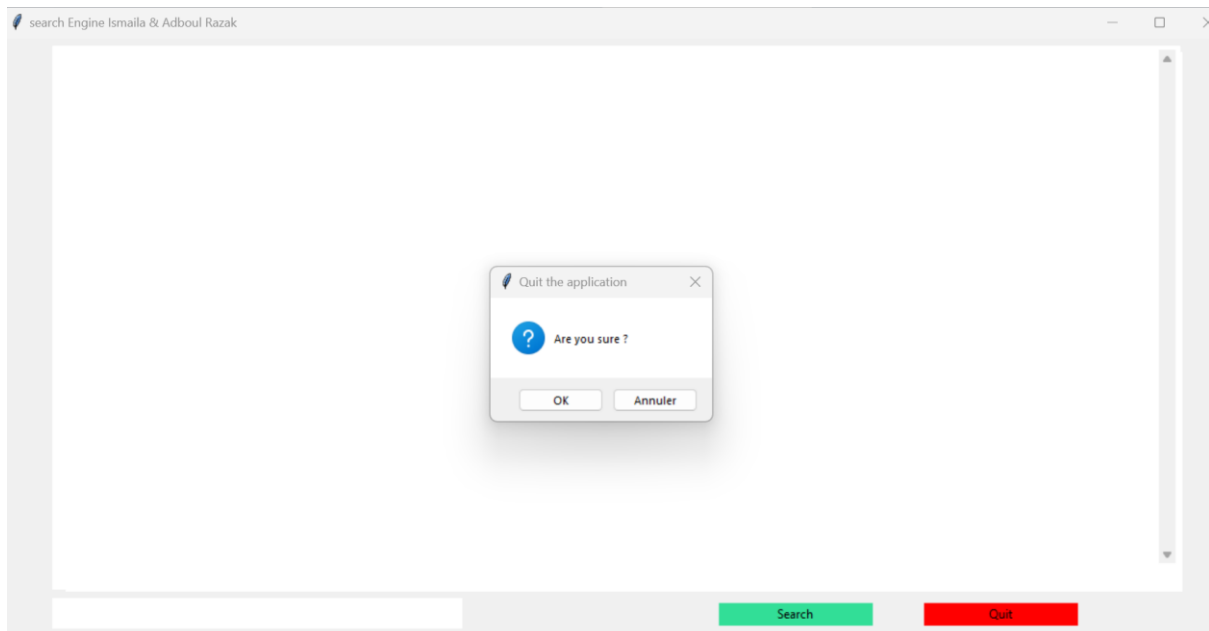 search Engine Ismaila & Adboul Razak
Quit the application
Are you sure ?
OK Annuler
Search Quit